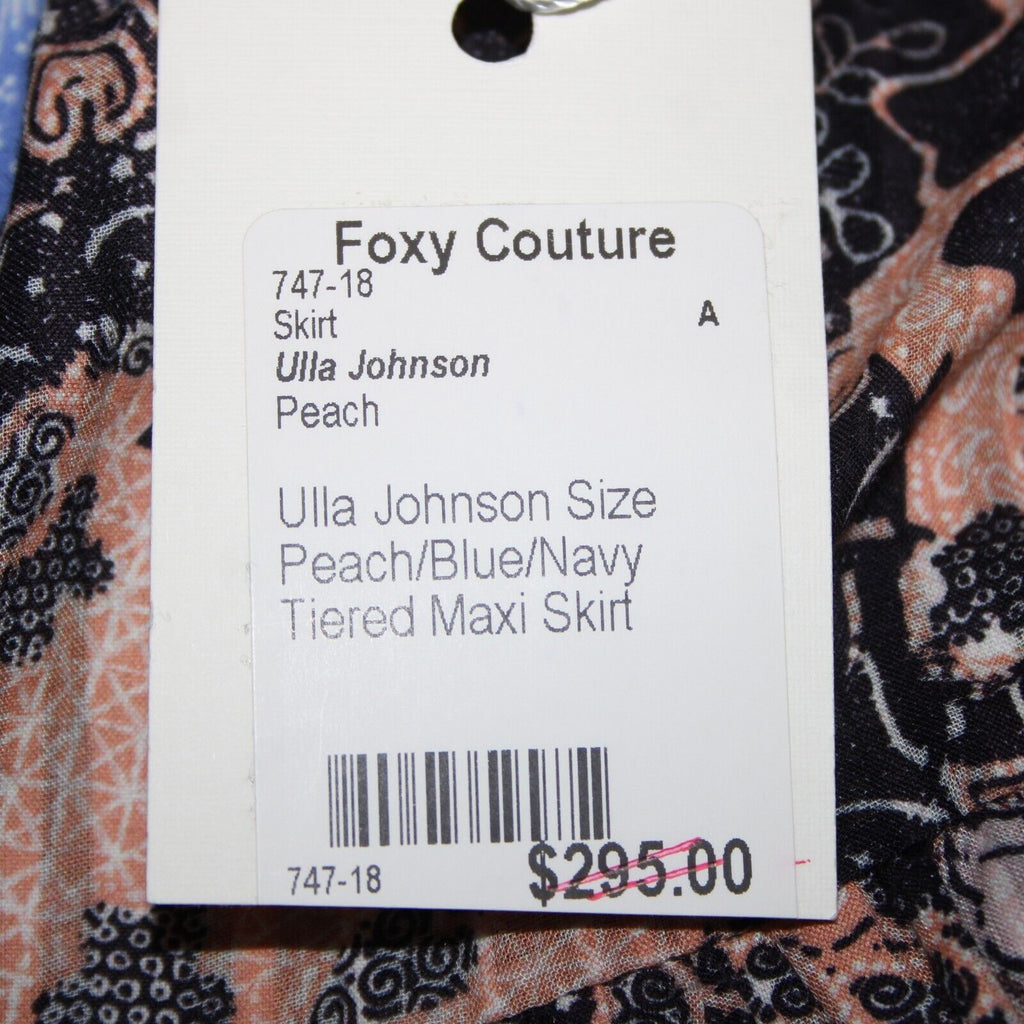 Foxy Couture
747-18
Skirt A
Ulla Johnson
Peach
Ulla Johnson Size
Peach/Blue/Navy
Tiered Maxi Skirt
747-18 $295.00